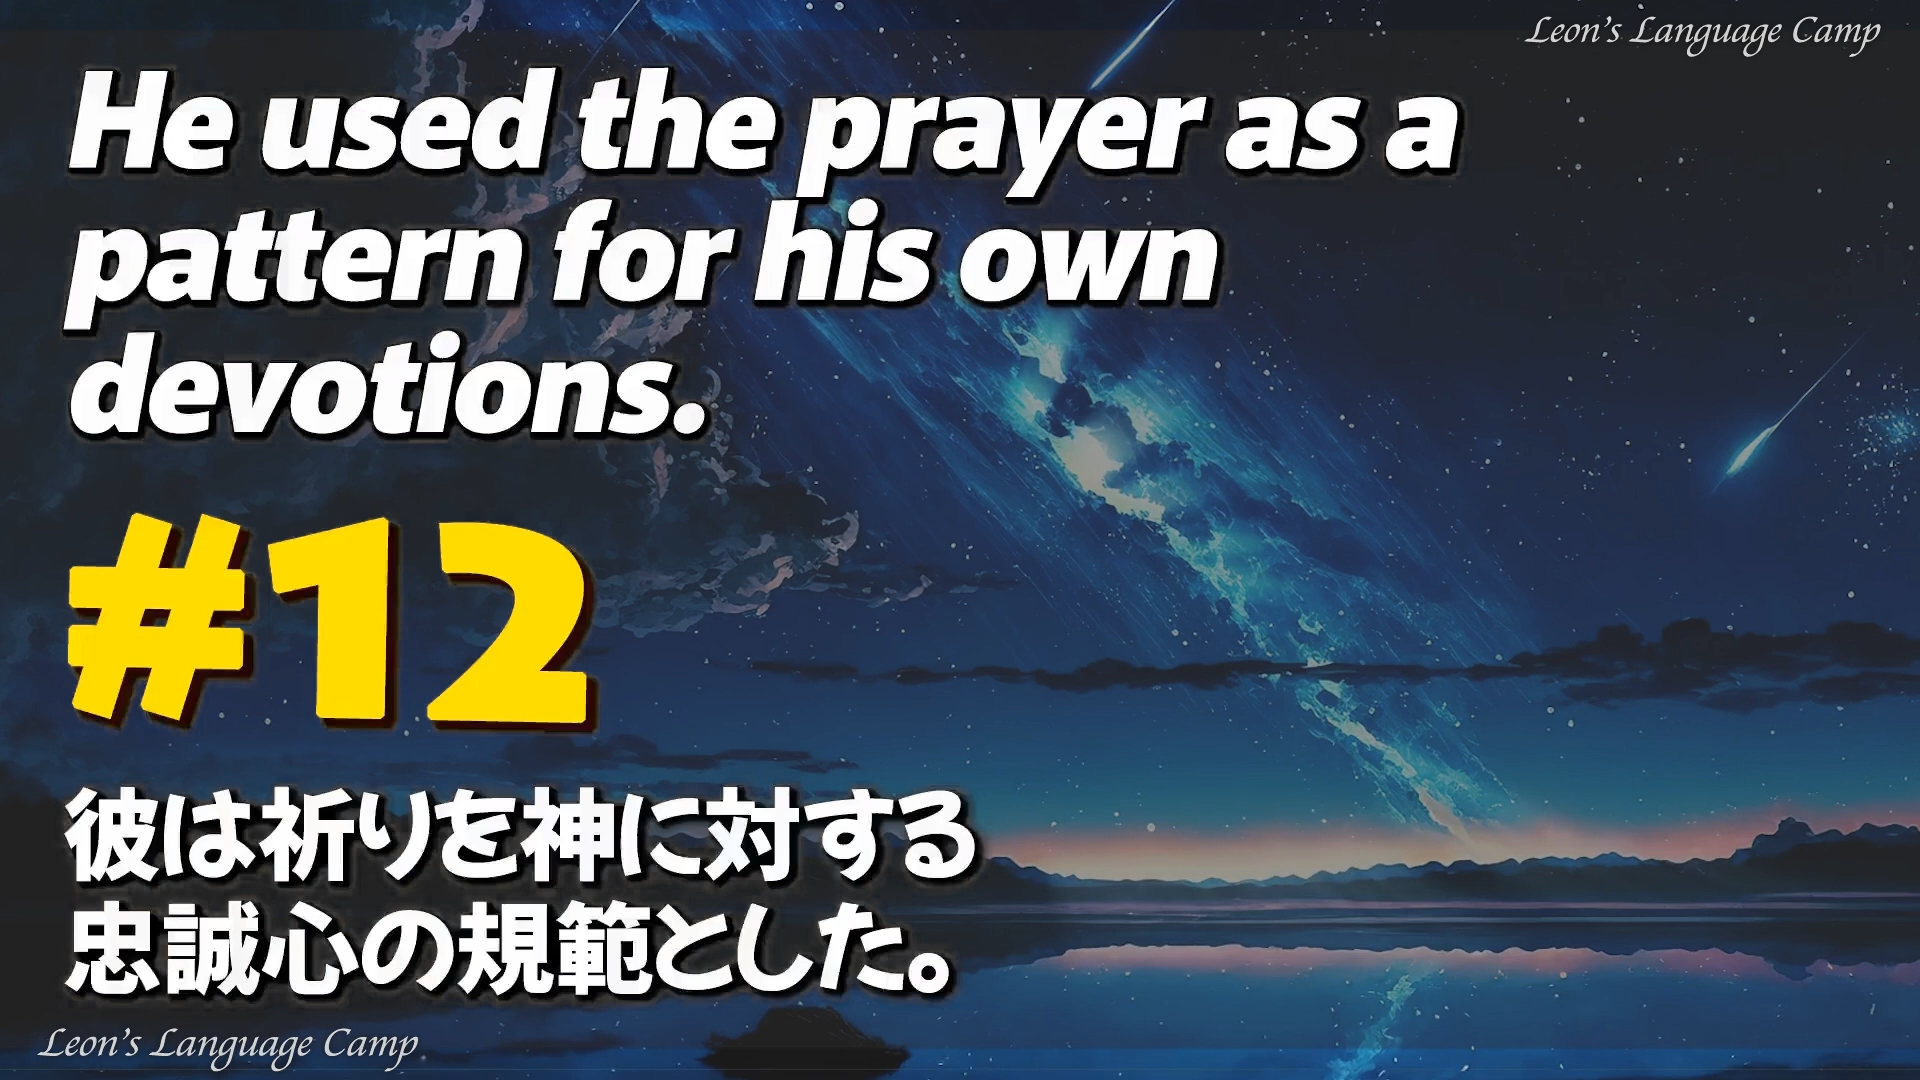 Leon's Language Camp
He used the prayer as a
pattern for his own
devotions.
#12
彼は祈りを神に対する
忠誠心の規範とした。
Leon's Language Camp